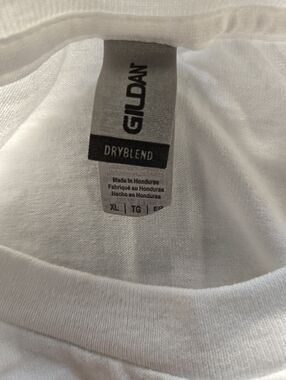 GILDAN
DRYBLEND
Made in Honduras
Fabriqué au Honduras
Hecho en Honduras
XL | TG |